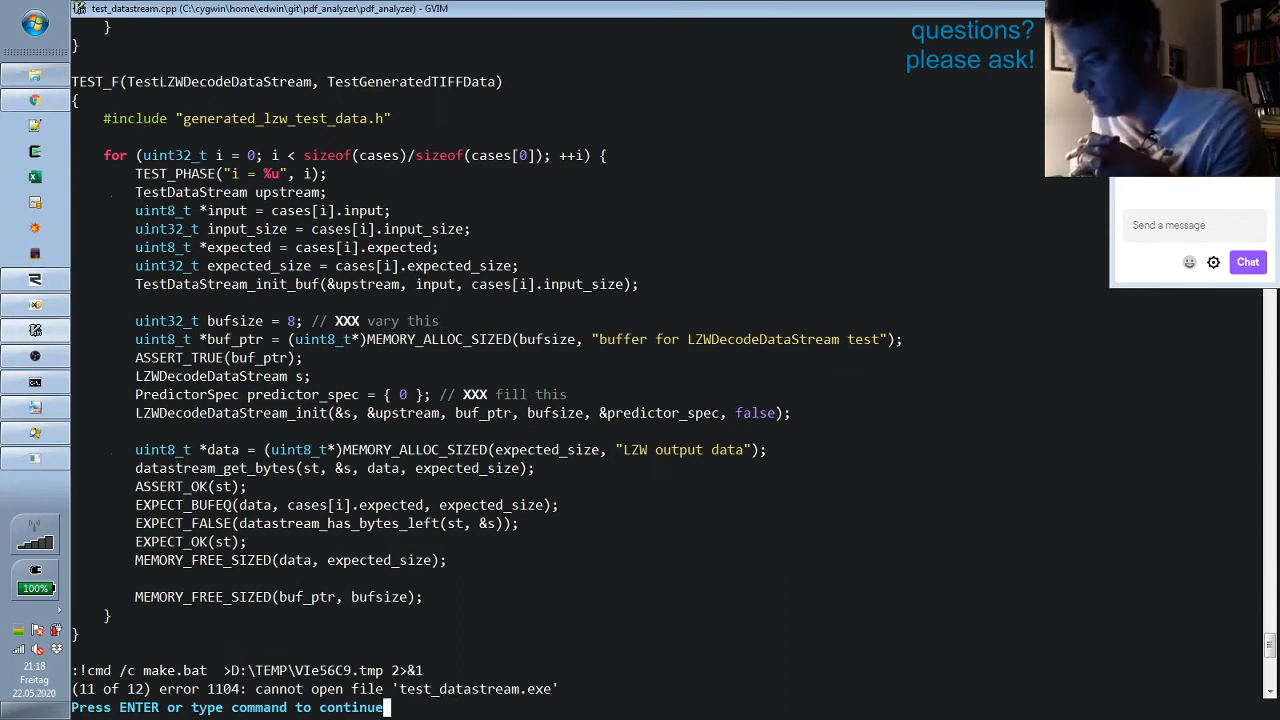 test_datastream.cpp (C:\cygwin\home\edwin\git\pdf_analyzer\pdf_analyzer) - GVIM
questions?
please ask!
    }
}
TEST_F(TestLZWDecodeDataStream, TestGeneratedTIFFData)
{
    #include "generated_lzw_test_data.h"
    for (uint32_t i = 0; i < sizeof(cases)/sizeof(cases[0]); ++i) {
        TEST_PHASE("i = %u", i);
        TestDataStream upstream;
        uint8_t *input = cases[i].input;
        uint32_t input_size = cases[i].input_size;
        uint8_t *expected = cases[i].expected;
        uint32_t expected_size = cases[i].expected_size;
        TestDataStream_init_buf(&upstream, input, cases[i].input_size);
        uint32_t bufsize = 8; // XXX vary this
        uint8_t *buf_ptr = (uint8_t*)MEMORY_ALLOC_SIZED(bufsize, "buffer for LZWDecodeDataStream test");
        ASSERT_TRUE(buf_ptr);
        LZWDecodeDataStream s;
        PredictorSpec predictor_spec = { 0 }; // XXX fill this
        LZWDecodeDataStream_init(&s, &upstream, buf_ptr, bufsize, &predictor_spec, false);
        uint8_t *data = (uint8_t*)MEMORY_ALLOC_SIZED(expected_size, "LZW output data");
        datastream_get_bytes(st, &s, data, expected_size);
        ASSERT_OK(st);
        EXPECT_BUFEQ(data, cases[i].expected, expected_size);
        EXPECT_FALSE(datastream_has_bytes_left(st, &s));
        EXPECT_OK(st);
        MEMORY_FREE_SIZED(data, expected_size);
        MEMORY_FREE_SIZED(buf_ptr, bufsize);
    }
}
:!cmd /c make.bat  >D:\TEMP\VIe56C9.tmp 2>&1
(11 of 12) error 1104: cannot open file 'test_datastream.exe'
Press ENTER or type command to continue
Send a message
Chat
100%
21:18
Freitag
22.05.2020